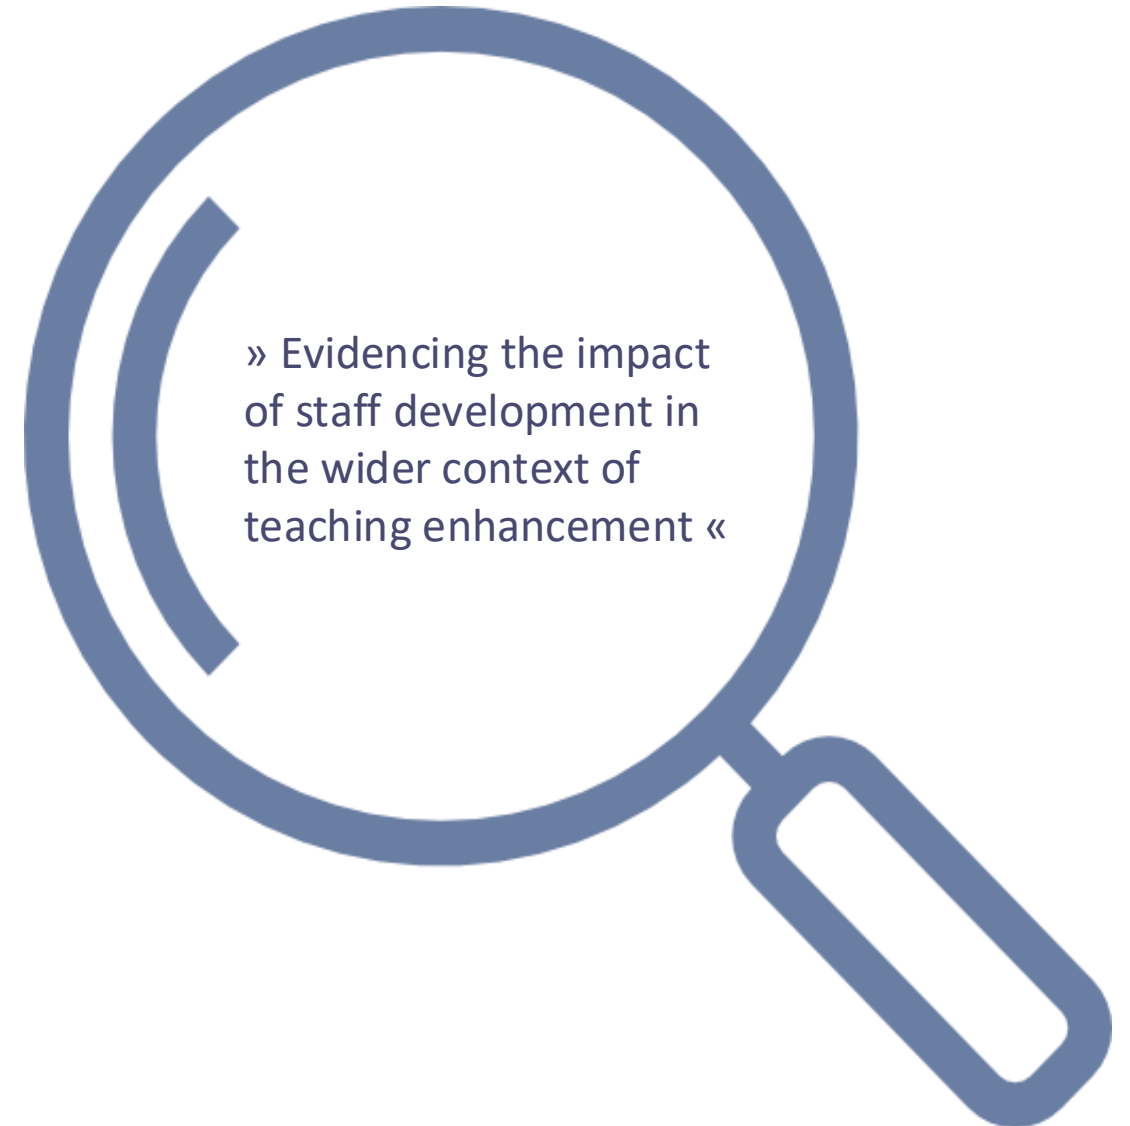 » Evidencing the impact
of staff development in
the wider context of
teaching enhancement «